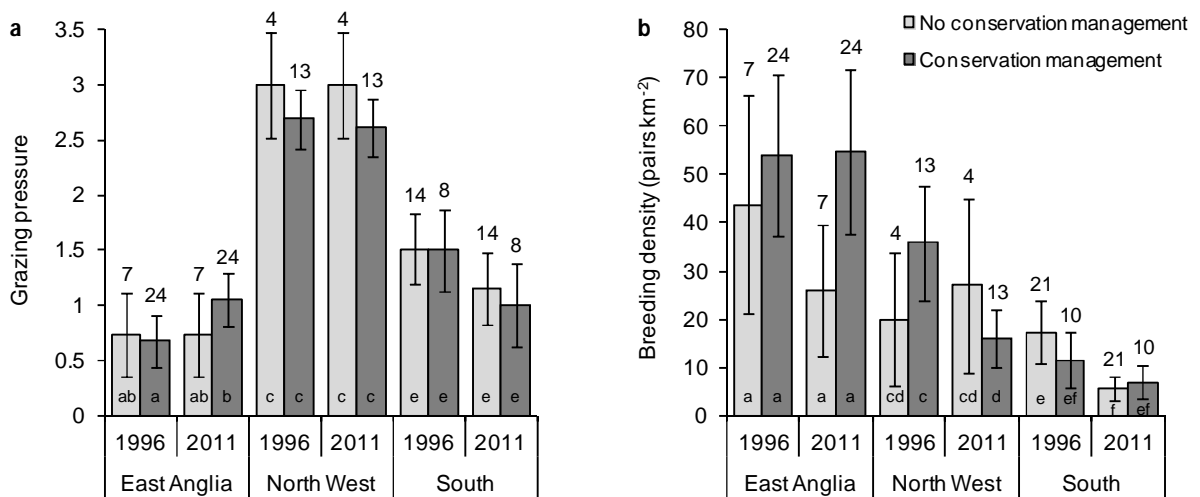 a
Grazing pressure
3.5
3
2.5
2
1.5
1
0.5
0
7 24 7 24 4 13 4 13 14 8 14 8
ab a ab b c c c c e e e e
1996 2011 1996 2011 1996 2011
East Anglia North West South
b
No conservation management
Conservation management
Breeding density (pairs km-2)
80
70
60
50
40
30
20
10
0
7 24 7 24 4 13 4 13 21 10 21 10
a a a a cd c cd d e ef f ef
1996 2011 1996 2011 1996 2011
East Anglia North West South